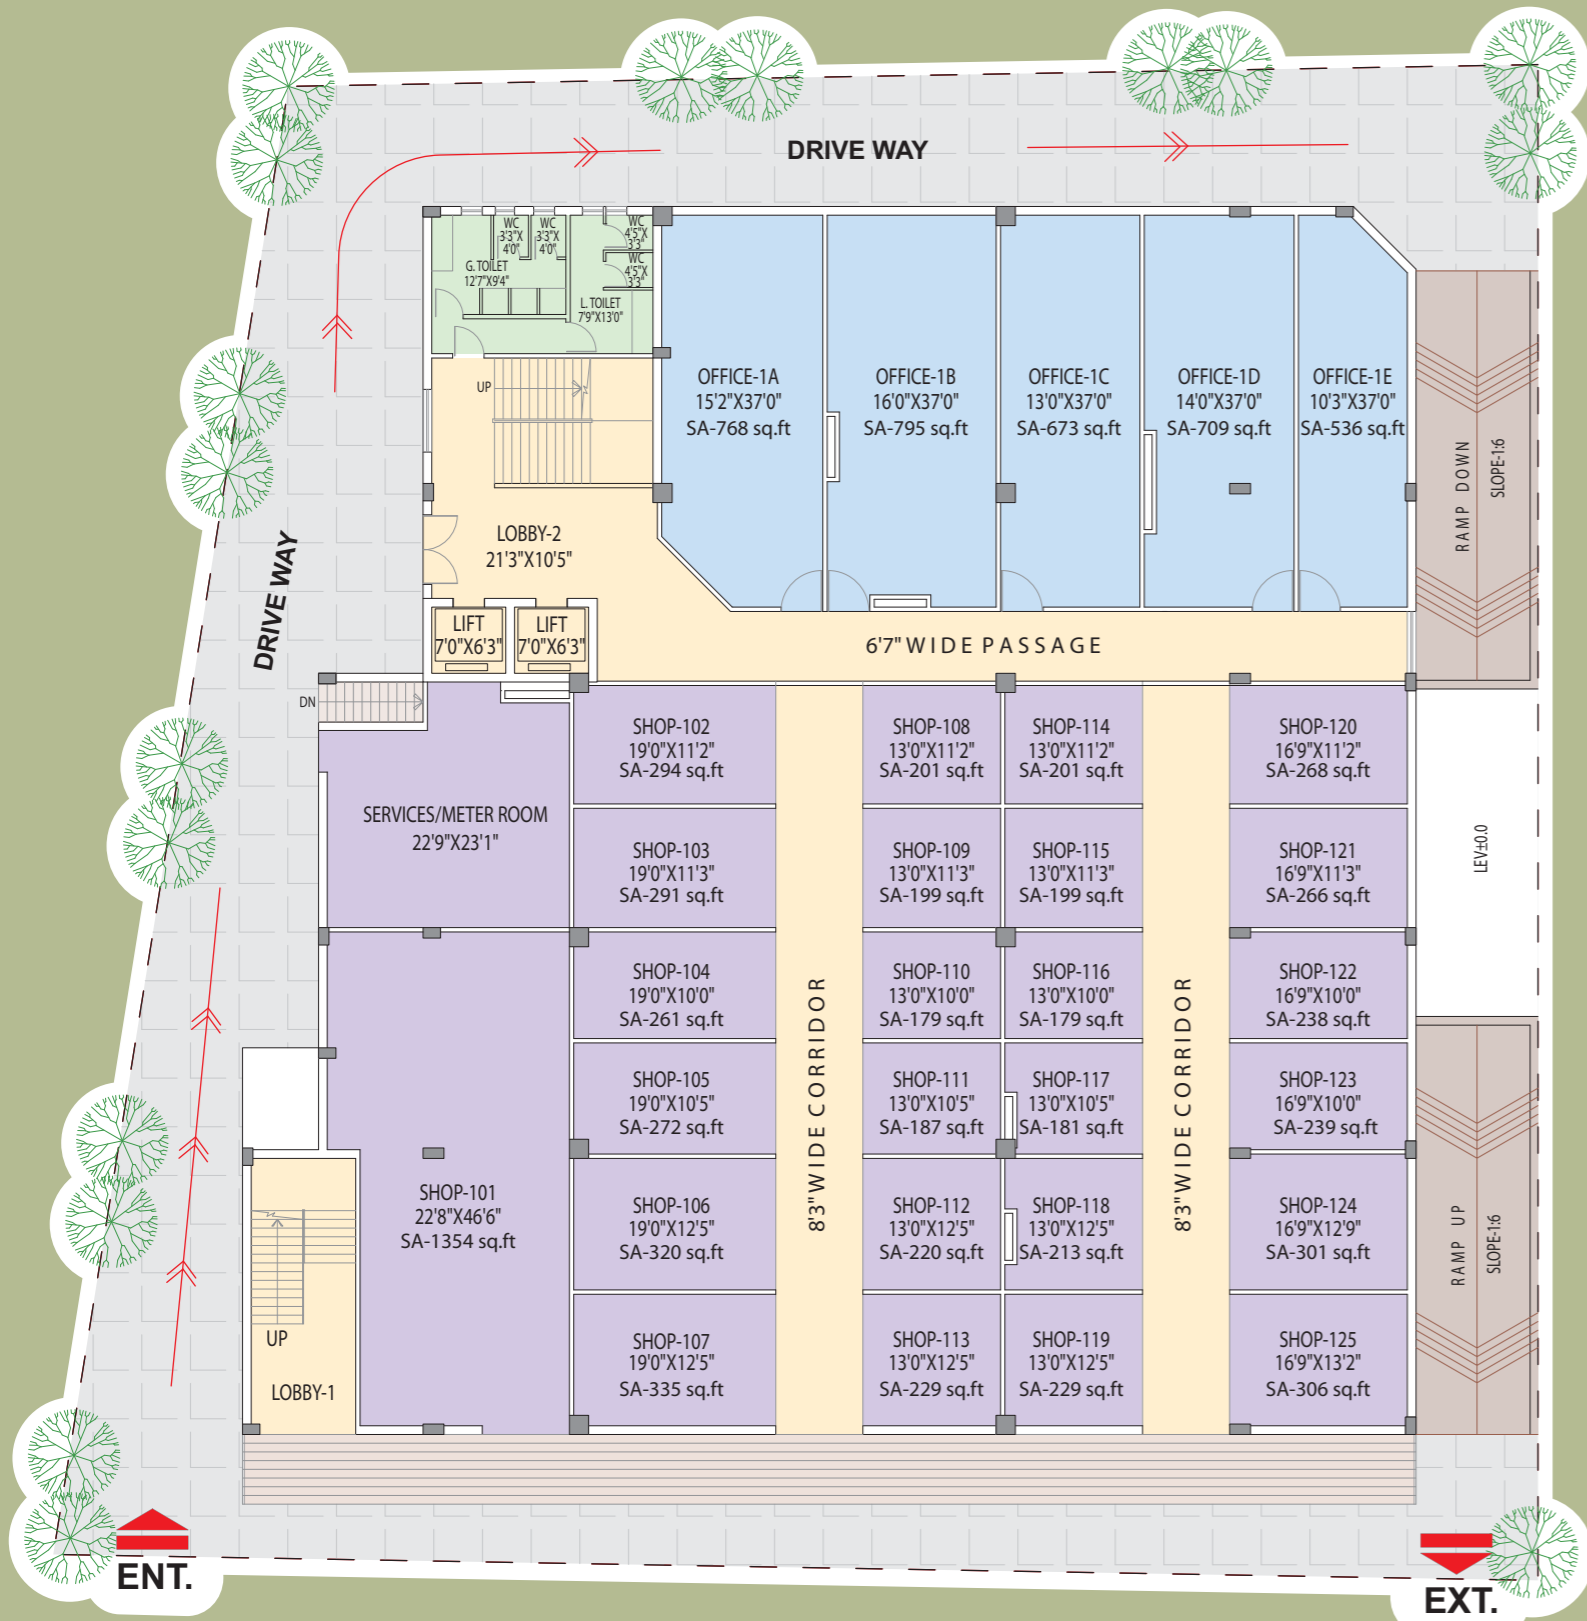 DRIVE WAY
WC
3'3"X
4'0"
WC
3'3"X
4'0"
WC
4'5"X
3'3"
WC
4'5"X
3'3"
G. TOILET
12'7"X9'4"
L. TOILET
7'9"X13'0"
UP
OFFICE-1A
15'2"X37'0"
SA-768 sq.ft
OFFICE-1B
16'0"X37'0"
SA-795 sq.ft
OFFICE-1C
13'0"X37'0"
SA-673 sq.ft
OFFICE-1D
14'0"X37'0"
SA-709 sq.ft
OFFICE-1E
10'3"X37'0"
SA-536 sq.ft
RAMP DOWN
SLOPE-1:6
LOBBY-2
21'3"X10'5"
DRIVE WAY
LIFT
7'0"X6'3"
LIFT
7'0"X6'3"
6'7" WIDE PASSAGE
DN
SHOP-102
19'0"X11'2"
SA-294 sq.ft
SHOP-108
13'0"X11'2"
SA-201 sq.ft
SHOP-114
13'0"X11'2"
SA-201 sq.ft
SHOP-120
16'9"X11'2"
SA-268 sq.ft
SERVICES/METER ROOM
22'9"X23'1"
SHOP-103
19'0"X11'3"
SA-291 sq.ft
SHOP-109
13'0"X11'3"
SA-199 sq.ft
SHOP-115
13'0"X11'3"
SA-199 sq.ft
SHOP-121
16'9"X11'3"
SA-266 sq.ft
LEV±0.0
SHOP-104
19'0"X10'0"
SA-261 sq.ft
SHOP-110
13'0"X10'0"
SA-179 sq.ft
SHOP-116
13'0"X10'0"
SA-179 sq.ft
SHOP-122
16'9"X10'0"
SA-238 sq.ft
8'3" WIDE CORRIDOR
8'3" WIDE CORRIDOR
SHOP-105
19'0"X10'5"
SA-272 sq.ft
SHOP-111
13'0"X10'5"
SA-187 sq.ft
SHOP-117
13'0"X10'5"
SA-181 sq.ft
SHOP-123
16'9"X10'0"
SA-239 sq.ft
SHOP-101
22'8"X46'6"
SA-1354 sq.ft
SHOP-106
19'0"X12'5"
SA-320 sq.ft
SHOP-112
13'0"X12'5"
SA-220 sq.ft
SHOP-118
13'0"X12'5"
SA-213 sq.ft
SHOP-124
16'9"X12'9"
SA-301 sq.ft
RAMP UP
SLOPE-1:6
UP
LOBBY-1
SHOP-107
19'0"X12'5"
SA-335 sq.ft
SHOP-113
13'0"X12'5"
SA-229 sq.ft
SHOP-119
13'0"X12'5"
SA-229 sq.ft
SHOP-125
16'9"X13'2"
SA-306 sq.ft
ENT.
EXT.